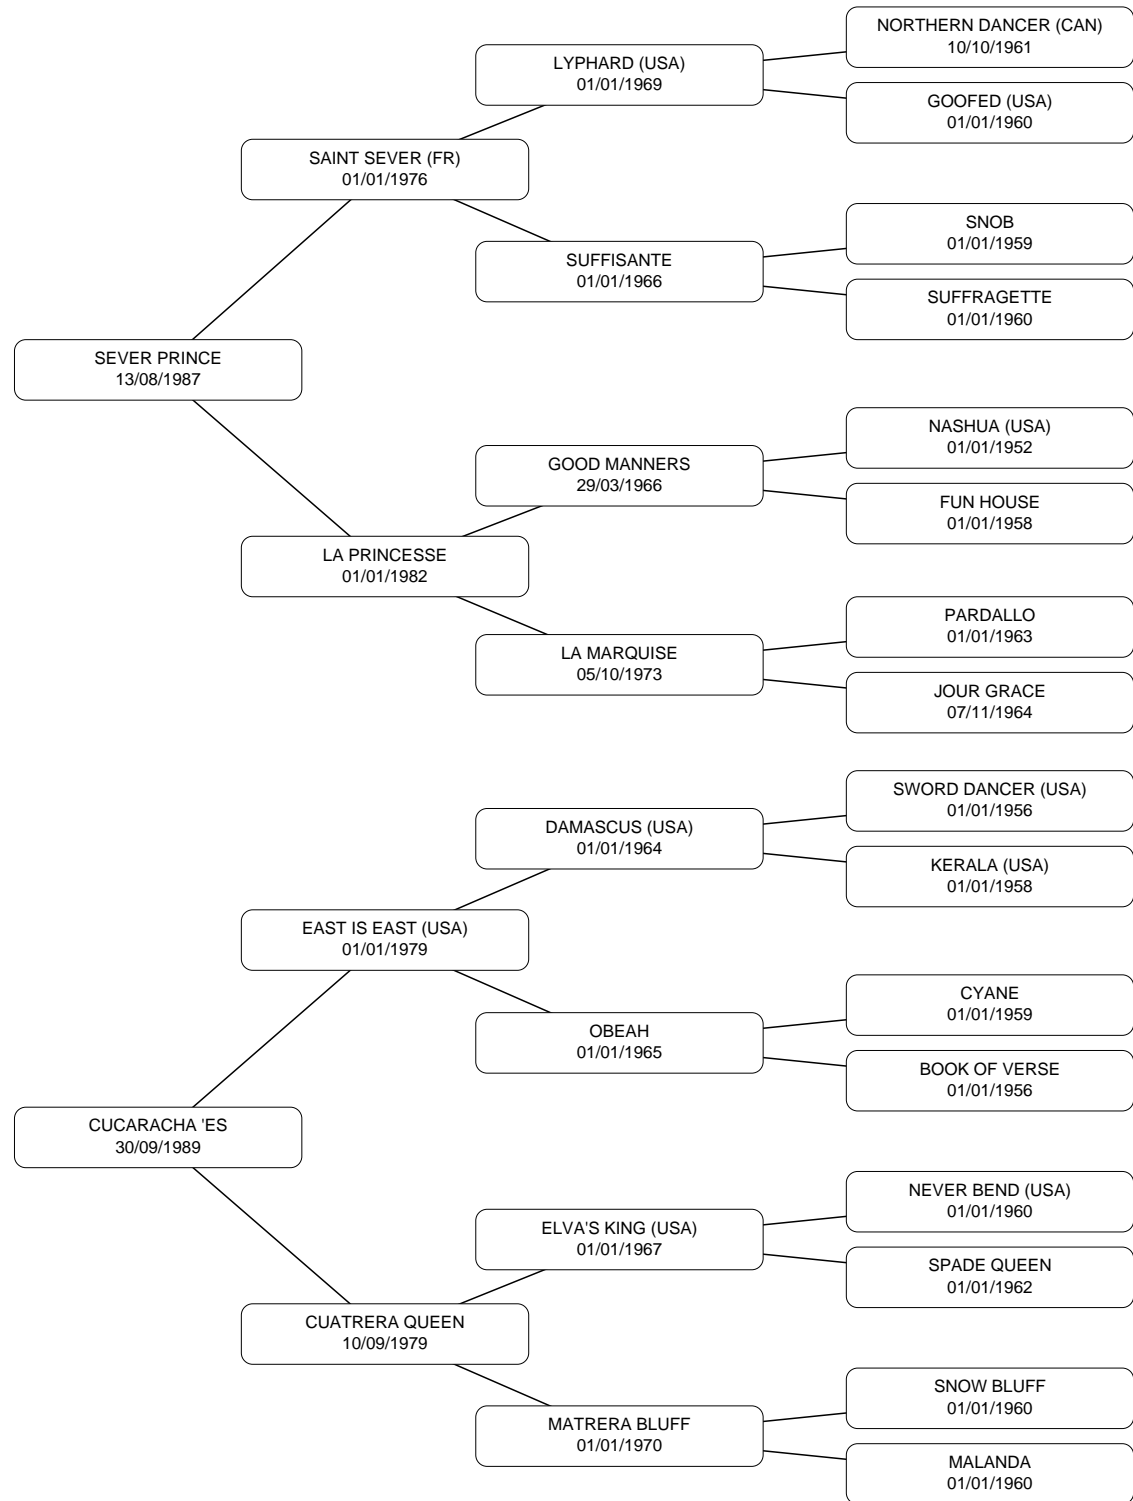 NORTHERN DANCER (CAN)
10/10/1961
LYPHARD (USA)
01/01/1969
GOOFED (USA)
01/01/1960
SAINT SEVER (FR)
01/01/1976
SNOB
01/01/1959
SUFFISANTE
01/01/1966
SUFFRAGETTE
01/01/1960
SEVER PRINCE
13/08/1987
NASHUA (USA)
01/01/1952
GOOD MANNERS
29/03/1966
FUN HOUSE
01/01/1958
LA PRINCESSE
01/01/1982
PARDALLO
01/01/1963
LA MARQUISE
05/10/1973
JOUR GRACE
07/11/1964
SWORD DANCER (USA)
01/01/1956
DAMASCUS (USA)
01/01/1964
KERALA (USA)
01/01/1958
EAST IS EAST (USA)
01/01/1979
CYANE
01/01/1959
OBEAH
01/01/1965
BOOK OF VERSE
01/01/1956
CUCARACHA 'ES
30/09/1989
NEVER BEND (USA)
01/01/1960
ELVA'S KING (USA)
01/01/1967
SPADE QUEEN
01/01/1962
CUATRERA QUEEN
10/09/1979
SNOW BLUFF
01/01/1960
MATRERA BLUFF
01/01/1970
MALANDA
01/01/1960